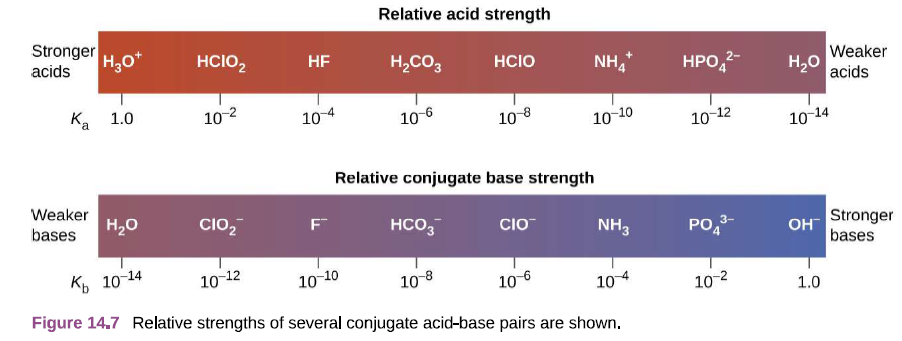 Relative acid strength
Stronger acids H₃O⁺ HClO₂ HF H₂CO₃ HClO NH₄⁺ HPO₄²⁻ H₂O Weaker acids
Kₐ 1.0 10⁻² 10⁻⁴ 10⁻⁶ 10⁻⁸ 10⁻¹⁰ 10⁻¹² 10⁻¹⁴
Relative conjugate base strength
Weaker bases H₂O ClO₂⁻ F⁻ HCO₃⁻ ClO⁻ NH₃ PO₄³⁻ OH⁻ Stronger bases
K_b 10⁻¹⁴ 10⁻¹² 10⁻¹⁰ 10⁻⁸ 10⁻⁶ 10⁻⁴ 10⁻² 1.0
Figure 14.7 Relative strengths of several conjugate acid-base pairs are shown.